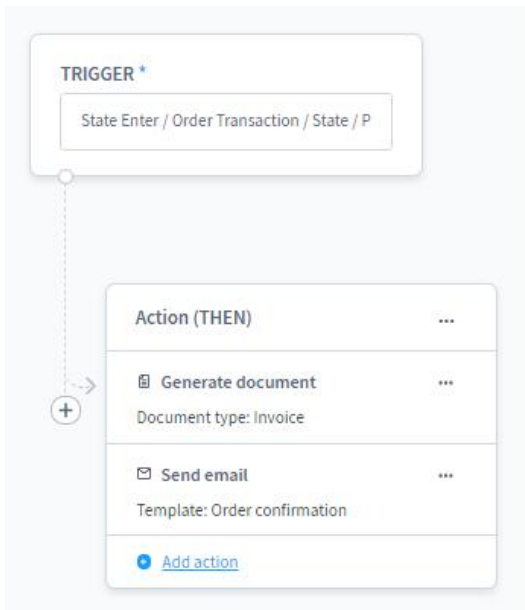 TRIGGER *
State Enter / Order Transaction / State / P
Action (THEN)
Generate document
Document type: Invoice
Send email
Template: Order confirmation
Add action